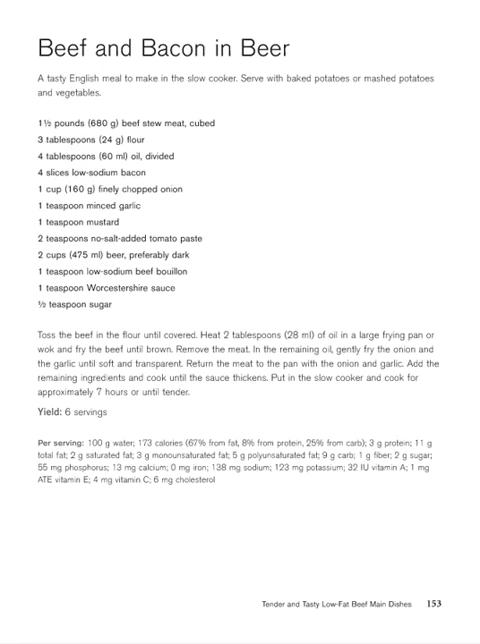 Beef and Bacon in Beer
A tasty English meal to make in the slow cooker. Serve with baked potatoes or mashed potatoes
and vegetables.
1½ pounds (680 g) beef stew meat, cubed
3 tablespoons (24 g) flour
4 tablespoons (60 ml) oil, divided
4 slices low-sodium bacon
1 cup (160 g) finely chopped onion
1 teaspoon minced garlic
1 teaspoon mustard
2 teaspoons no-salt-added tomato paste
2 cups (475 ml) beer, preferably dark
1 teaspoon low-sodium beef bouillon
1 teaspoon Worcestershire sauce
½ teaspoon sugar
Toss the beef in the flour until covered. Heat 2 tablespoons (28 ml) of oil in a large frying pan or
wok and fry the beef until brown. Remove the meat. In the remaining oil, gently fry the onion and
the garlic until soft and transparent. Return the meat to the pan with the onion and garlic. Add the
remaining ingredients and cook until the sauce thickens. Put in the slow cooker and cook for
approximately 7 hours or until tender.
Yield: 6 servings
Per serving: 100 g water; 173 calories (67% from fat, 8% from protein, 25% from carb); 3 g protein; 11 g
total fat; 2 g saturated fat; 3 g monounsaturated fat; 5 g polyunsaturated fat; 9 g carb; 1 g fiber; 2 g sugar;
55 mg phosphorus; 13 mg calcium; 0 mg iron; 138 mg sodium; 123 mg potassium; 32 IU vitamin A; 1 mg
ATE vitamin E; 4 mg vitamin C; 6 mg cholesterol
Tender and Tasty Low-Fat Beef Main Dishes 153